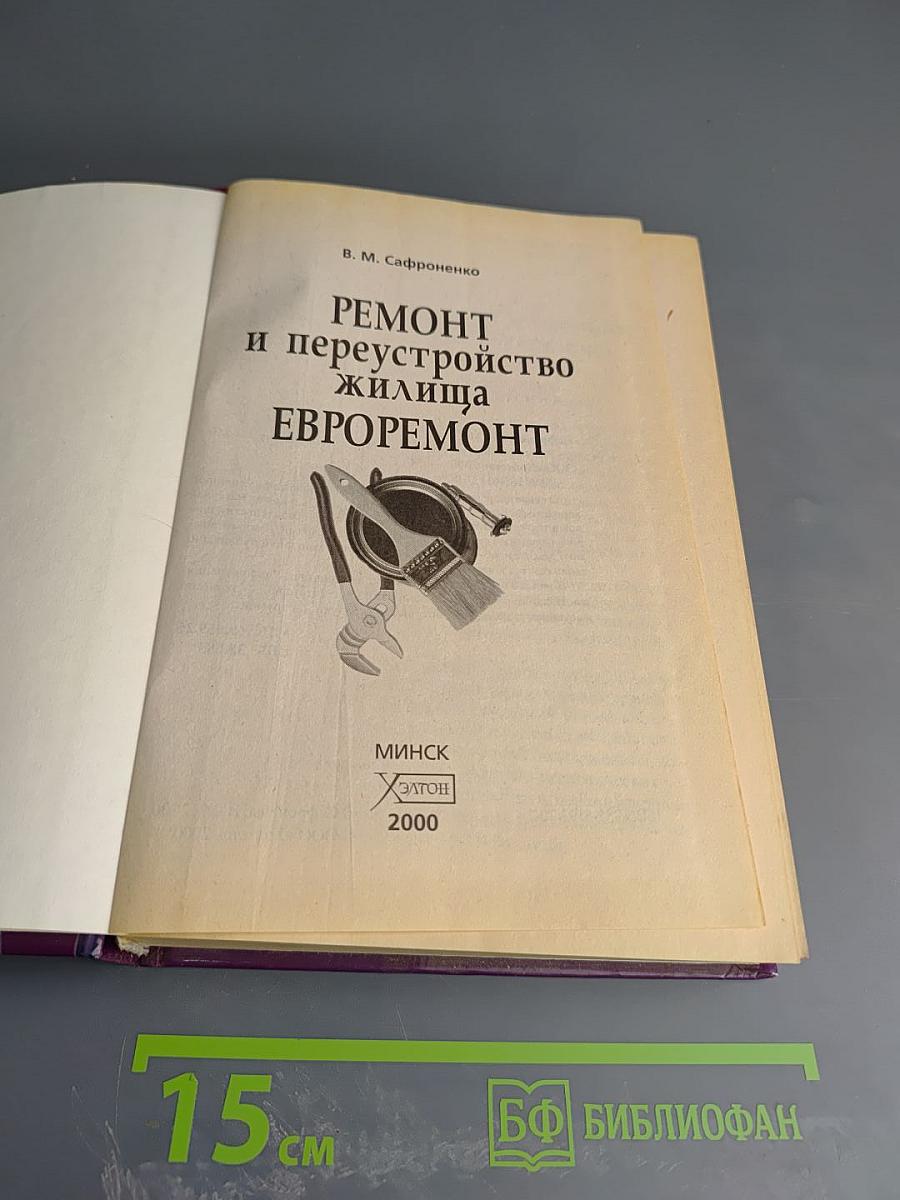 В. М. Сафроненко
РЕМОНТ
и переустройство
жилища
ЕВРОРЕМОНТ
МИНСК
ХЭЛТОН
2000
15 см
БФ БИБЛИОФАН